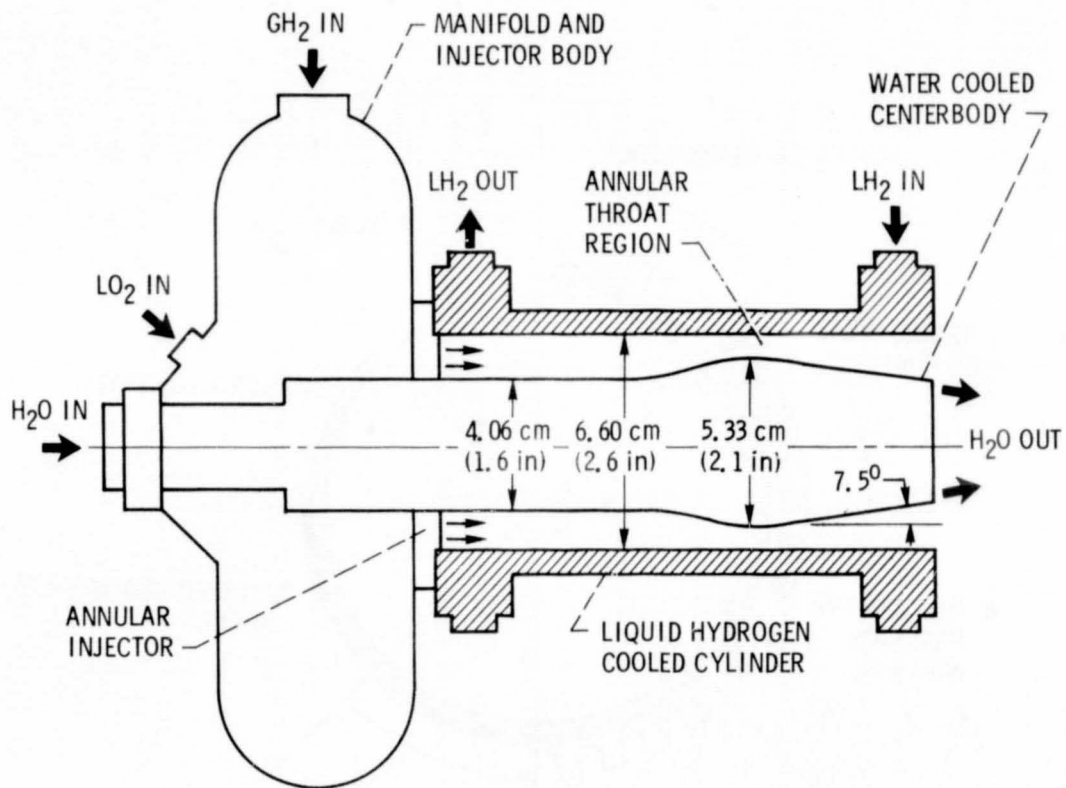 GH2 IN
MANIFOLD AND
INJECTOR BODY
WATER COOLED
CENTERBODY
LH2 OUT
ANNULAR
THROAT
REGION
LH2 IN
LO2 IN
H2O IN
4.06 cm
(1.6 in)
6.60 cm
(2.6 in)
5.33 cm
(2.1 in)
7.5⁰
H2O OUT
ANNULAR
INJECTOR
LIQUID HYDROGEN
COOLED CYLINDER